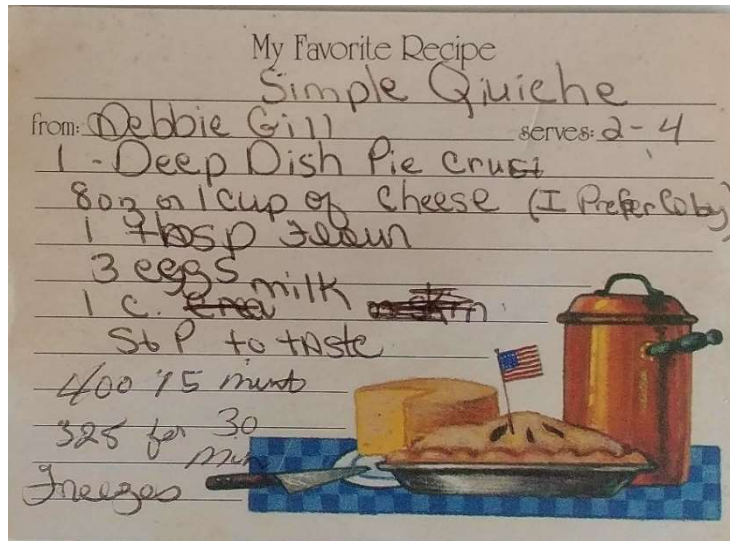 My Favorite Recipe
Simple Qiuiche
from: Debbie Gill serves: 2-4
1 - Deep Dish Pie Crust
8oz or 1 cup of Cheese (I Prefer Coby)
1 Tbsp Flour
3 eggs
1 c. milk
S & P to taste
400 15 min
325 for 30
min
Freezes